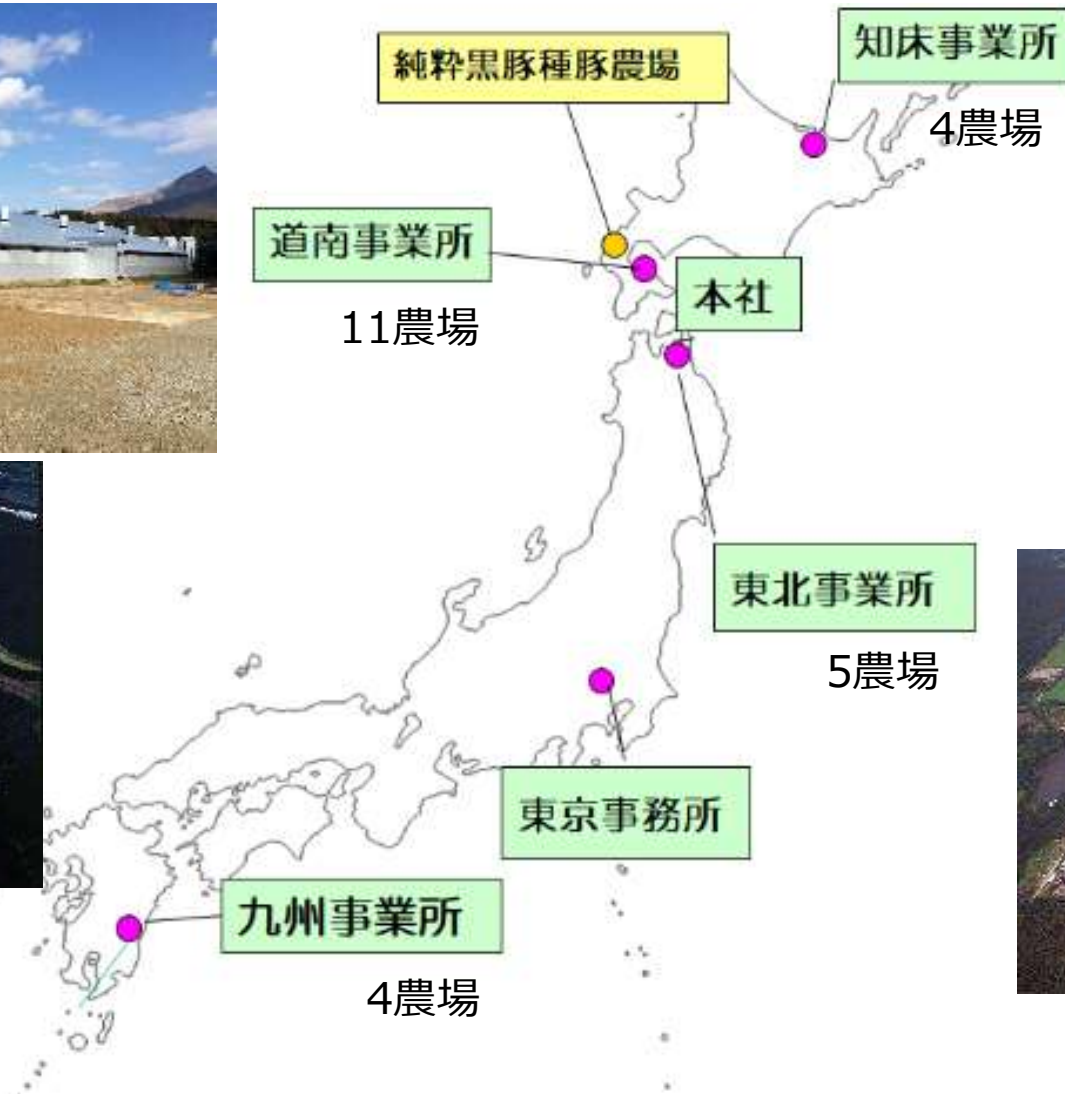 純粋黒豚種豚農場
知床事業所
4農場
道南事業所
11農場
本社
東北事業所
5農場
東京事務所
九州事業所
4農場